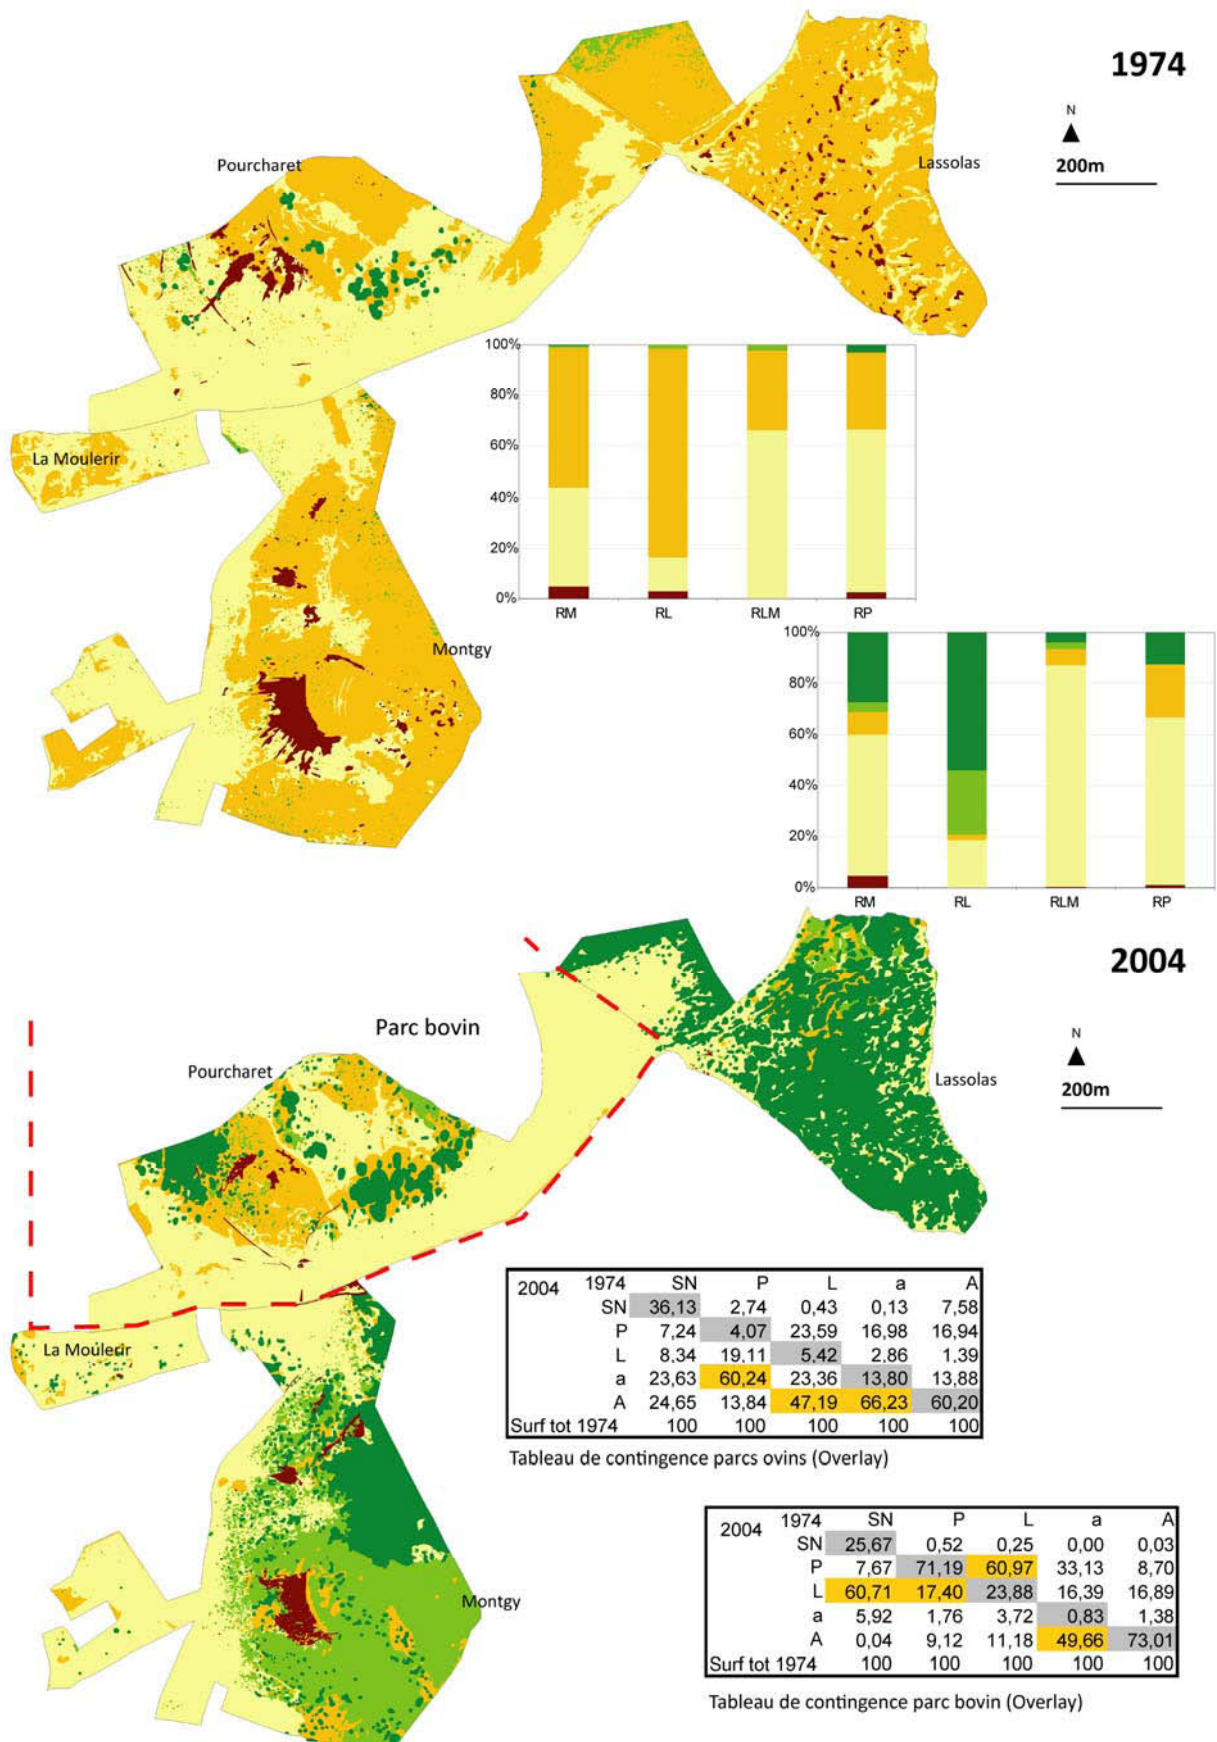 1974
N
200m
Pourcharet
Lassolas
La Moulerir
Montgy
100%
80%
60%
40%
20%
0%
RM RL RLM RP
100%
80%
60%
40%
20%
0%
RM RL RLM RP
2004
N
200m
Parc bovin
Pourcharet
Lassolas
La Moulerir
Montgy
2004 1974 SN P L a A
SN 36,13 2,74 0,43 0,13 7,58
P 7,24 4,07 23,59 16,98 16,94
L 8.34 19,11 5,42 2,86 1,39
a 23,63 60,24 23,36 13,80 13,88
A 24,65 13,84 47,19 66,23 60,20
Surf tot 1974 100 100 100 100 100
Tableau de contingence parcs ovins (Overlay)
2004 1974 SN P L a A
SN 25,67 0,52 0,25 0,00 0,03
P 7,67 71,19 60,97 33,13 8,70
L 60,71 17,40 23,88 16,39 16,89
a 5,92 1,76 3,72 0,83 1,38
A 0,04 9,12 11,18 49,66 73,01
Surf tot 1974 100 100 100 100 100
Tableau de contingence parc bovin (Overlay)